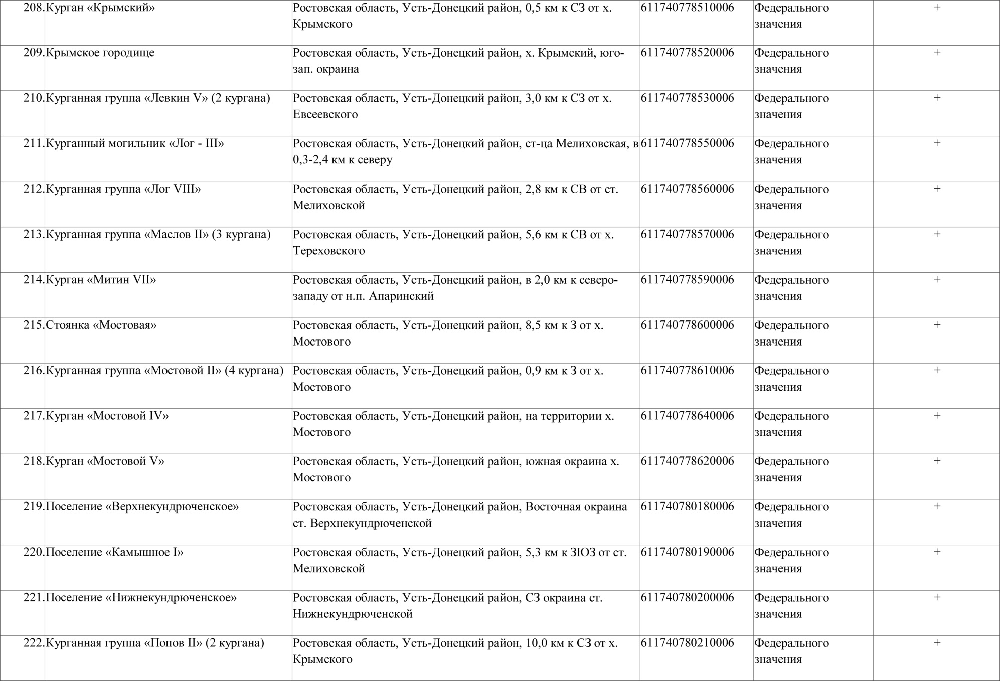 208. Курган «Крымский» Ростовская область, Усть-Донецкий район, 0,5 км к СЗ от х. 611740778510006 Федерального +
Крымского значения
209. Крымское городище Ростовская область, Усть-Донецкий район, х. Крымский, юго- 611740778520006 Федерального +
зап. окраина значения
210. Курганная группа «Левкин V» (2 кургана) Ростовская область, Усть-Донецкий район, 3,0 км к СЗ от х. 611740778530006 Федерального +
Евсеевского значения
211. Курганный могильник «Лог - III» Ростовская область, Усть-Донецкий район, ст-ца Мелиховская, в 611740778550006 Федерального +
0,3-2,4 км к северу значения
212. Курганная группа «Лог VIII» Ростовская область, Усть-Донецкий район, 2,8 км к СВ от ст. 611740778560006 Федерального +
Мелиховской значения
213. Курганная группа «Маслов II» (3 кургана) Ростовская область, Усть-Донецкий район, 5,6 км к СВ от х. 611740778570006 Федерального +
Тереховского значения
214. Курган «Митин VII» Ростовская область, Усть-Донецкий район, в 2,0 км к северо- 611740778590006 Федерального +
западу от н.п. Апаринский значения
215. Стоянка «Мостовая» Ростовская область, Усть-Донецкий район, 8,5 км к З от х. 611740778600006 Федерального +
Мостового значения
216. Курганная группа «Мостовой II» (4 кургана) Ростовская область, Усть-Донецкий район, 0,9 км к З от х. 611740778610006 Федерального +
Мостового значения
217. Курган «Мостовой IV» Ростовская область, Усть-Донецкий район, на территории х. 611740778640006 Федерального +
Мостового значения
218. Курган «Мостовой V» Ростовская область, Усть-Донецкий район, южная окраина х. 611740778620006 Федерального +
Мостового значения
219. Поселение «Верхнекундрюченское» Ростовская область, Усть-Донецкий район, Восточная окраина 611740780180006 Федерального +
ст. Верхнекундрюченской значения
220. Поселение «Камышное I» Ростовская область, Усть-Донецкий район, 5,3 км к ЗЮЗ от ст. 611740780190006 Федерального +
Мелиховской значения
221. Поселение «Нижнекундрюченское» Ростовская область, Усть-Донецкий район, СЗ окраина ст. 611740780200006 Федерального +
Нижнекундрюченской значения
222. Курганная группа «Попов II» (2 кургана) Ростовская область, Усть-Донецкий район, 10,0 км к СЗ от х. 611740780210006 Федерального +
Крымского значения